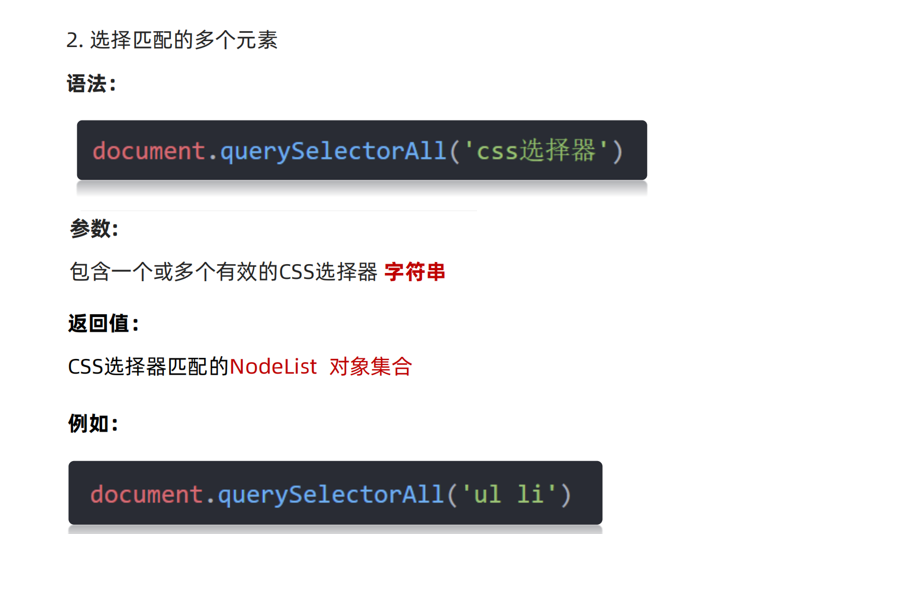 2. 选择匹配的多个元素
语法：
document.querySelectorAll('css选择器')
参数:
包含一个或多个有效的CSS选择器 字符串
返回值：
CSS选择器匹配的NodeList 对象集合
例如：
document.querySelectorAll('ul li')